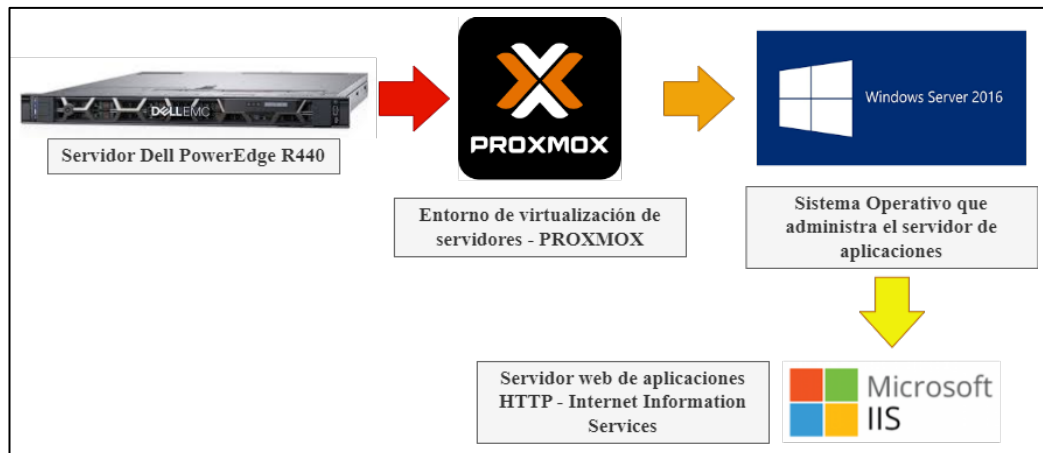 DELLEMC
Servidor Dell PowerEdge R440
PROXMOX
Entorno de virtualización de
servidores - PROXMOX
Windows Server 2016
Sistema Operativo que
administra el servidor de
aplicaciones
Servidor web de aplicaciones
HTTP - Internet Information
Services
Microsoft
IIS